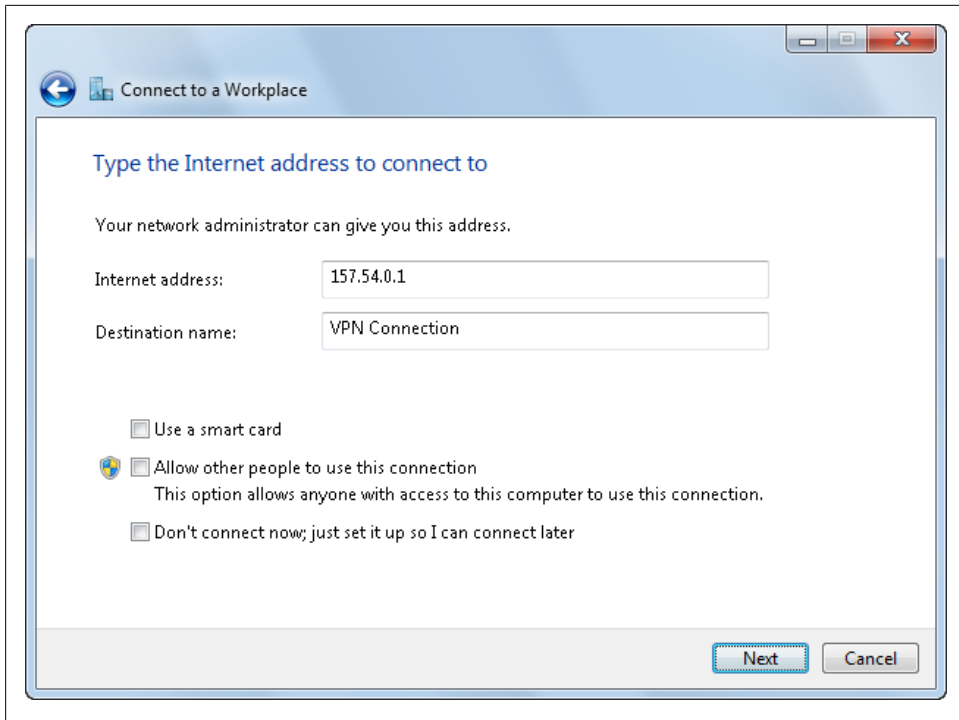 Connect to a Workplace
Type the Internet address to connect to
Your network administrator can give you this address.
Internet address: 157.54.0.1
Destination name: VPN Connection
Use a smart card
Allow other people to use this connection
This option allows anyone with access to this computer to use this connection.
Don't connect now; just set it up so I can connect later
Next Cancel